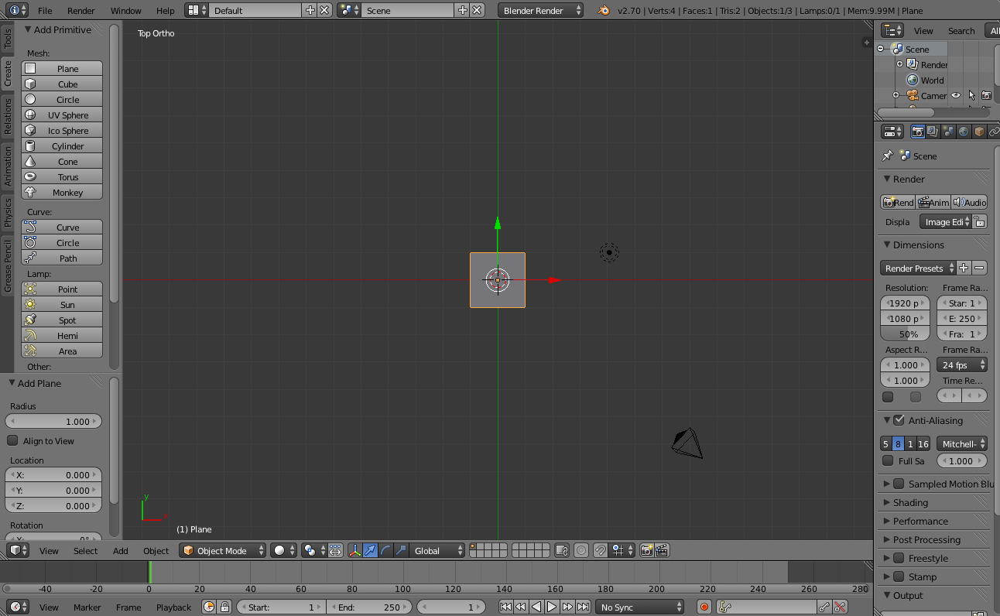 File Render Window Help Default Scene Blender Render v2.70 | Verts:4 | Faces:1 | Tris:2 | Objects:1/3 | Lamps:0/1 | Mem:9.99M | Plane
Tools
Create
Relations
Animation
Physics
Grease Pencil
Add Primitive
Mesh:
Plane
Cube
Circle
UV Sphere
Ico Sphere
Cylinder
Cone
Torus
Monkey
Curve:
Curve
Circle
Path
Lamp:
Point
Sun
Spot
Hemi
Area
Other:
Add Plane
Radius
1.000
Align to View
Location
X: 0.000
Y: 0.000
Z: 0.000
Rotation
X: 0°
Top Ortho
y
x
(1) Plane
View Select Add Object Object Mode Global
-40 -20 0 20 40 60 80 100 120 140 160 180 200 220 240 260 280
View Marker Frame Playback Start: 1 End: 250 1 No Sync
View Search All
Scene
Render
World
Camer
Scene
Render
Rend Anim Audio
Displa Image Edi
Dimensions
Render Presets
Resolution: Frame Ra...
1920 p Star: 1
1080 p E: 250
50% Fra: 1
Aspect R... Frame Ra...
1.000 24 fps
1.000 Time Re...
Anti-Aliasing
5 8 1 16 Mitchell-
Full Sa 1.000
Sampled Motion Blu
Shading
Performance
Post Processing
Freestyle
Stamp
Output